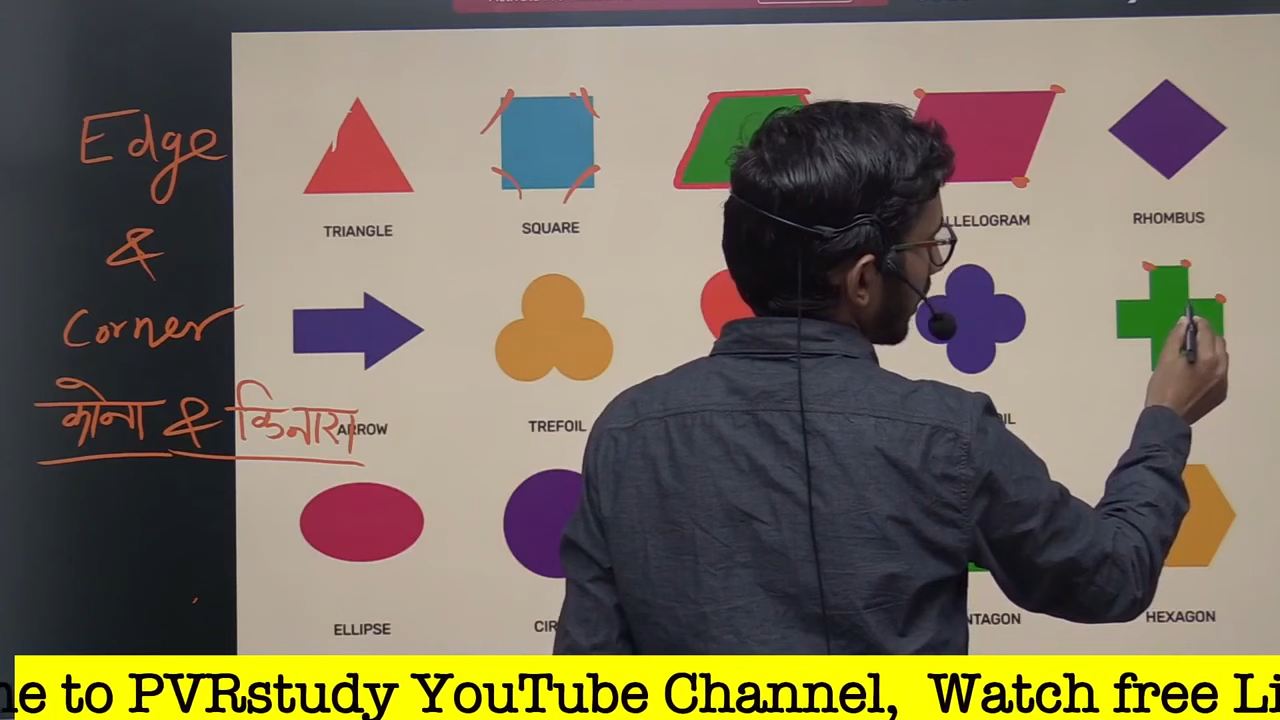 Edge
&
Corner
कोना & किनारा
TRIANGLE
SQUARE
LLELOGRAM
RHOMBUS
ARROW
TREFOIL
OIL
ELLIPSE
CIR
NTAGON
HEXAGON
ne to PVRstudy YouTube Channel, Watch free Li